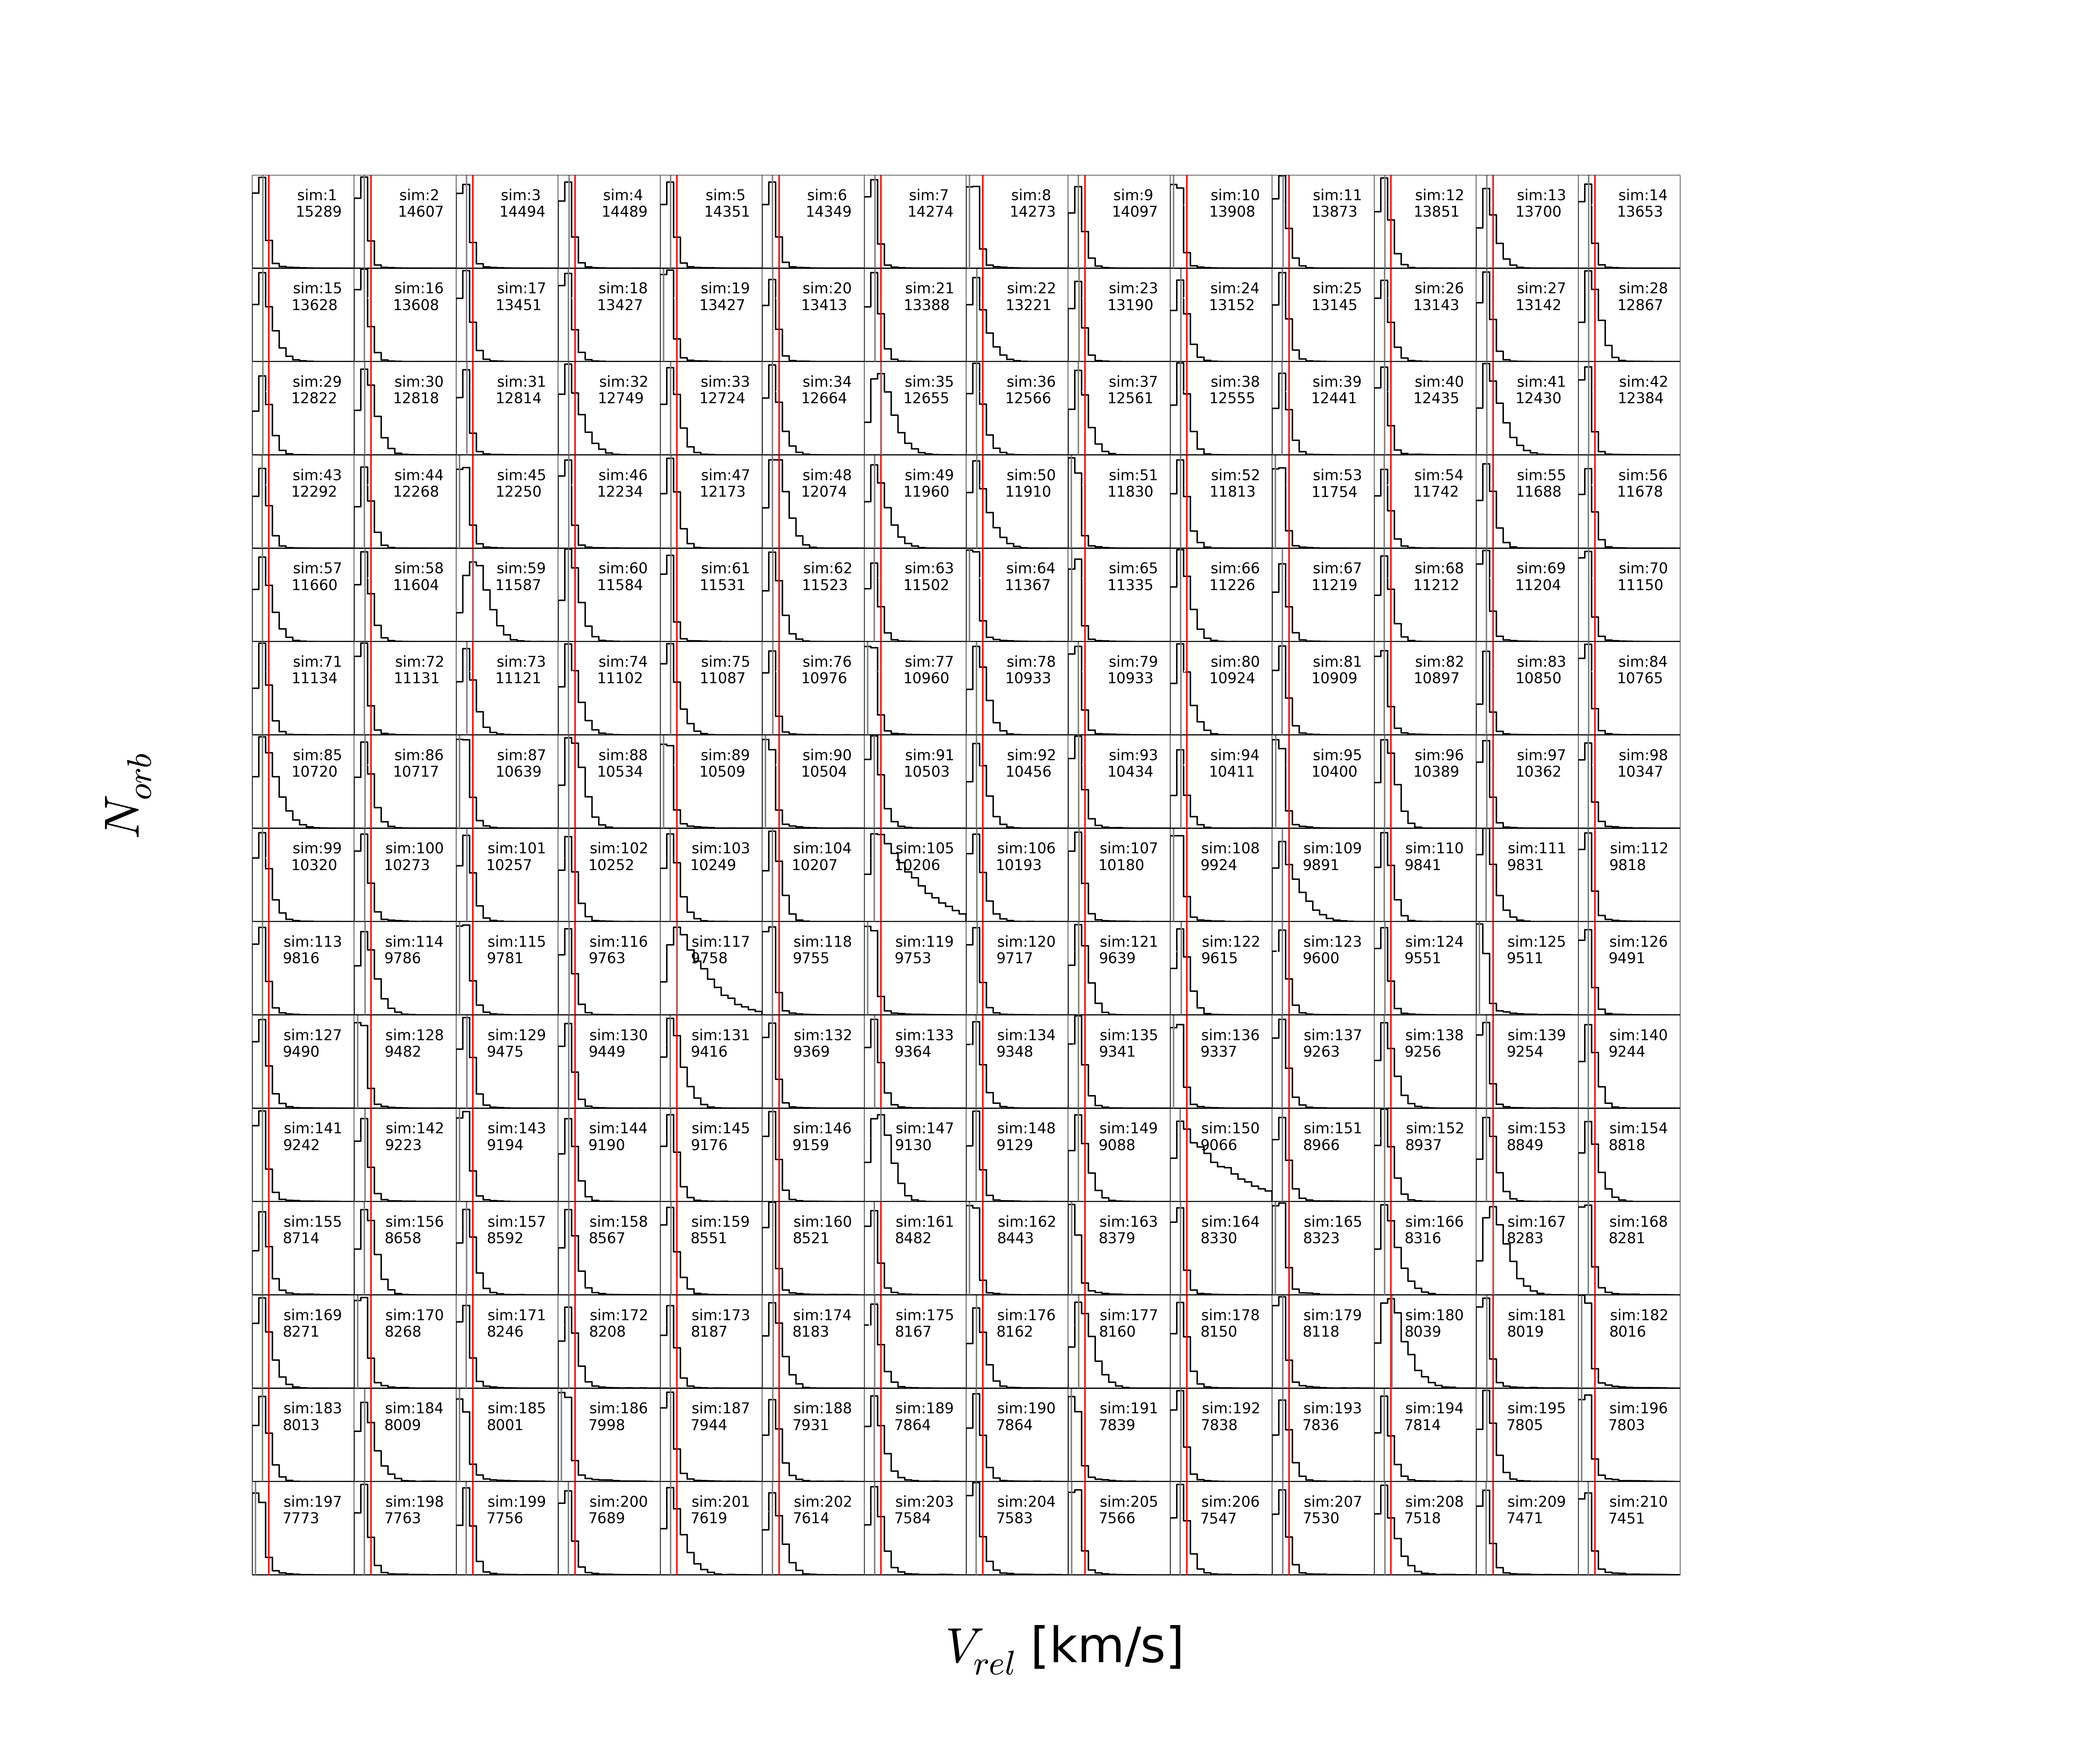 sim:1 sim:2 sim:3 sim:4 sim:5 sim:6 sim:7 sim:8 sim:9 sim:10 sim:11 sim:12 sim:13 sim:14
15289 14607 14494 14489 14351 14349 14274 14273 14097 13908 13873 13851 13700 13653
sim:15 sim:16 sim:17 sim:18 sim:19 sim:20 sim:21 sim:22 sim:23 sim:24 sim:25 sim:26 sim:27 sim:28
13628 13608 13451 13427 13427 13413 13388 13221 13190 13152 13145 13143 13142 12867
sim:29 sim:30 sim:31 sim:32 sim:33 sim:34 sim:35 sim:36 sim:37 sim:38 sim:39 sim:40 sim:41 sim:42
12822 12818 12814 12749 12724 12664 12655 12566 12561 12555 12441 12435 12430 12384
sim:43 sim:44 sim:45 sim:46 sim:47 sim:48 sim:49 sim:50 sim:51 sim:52 sim:53 sim:54 sim:55 sim:56
12292 12268 12250 12234 12173 12074 11960 11910 11830 11813 11754 11742 11688 11678
sim:57 sim:58 sim:59 sim:60 sim:61 sim:62 sim:63 sim:64 sim:65 sim:66 sim:67 sim:68 sim:69 sim:70
11660 11604 11587 11584 11531 11523 11502 11367 11335 11226 11219 11212 11204 11150
sim:71 sim:72 sim:73 sim:74 sim:75 sim:76 sim:77 sim:78 sim:79 sim:80 sim:81 sim:82 sim:83 sim:84
11134 11131 11121 11102 11087 10976 10960 10933 10933 10924 10909 10897 10850 10765
sim:85 sim:86 sim:87 sim:88 sim:89 sim:90 sim:91 sim:92 sim:93 sim:94 sim:95 sim:96 sim:97 sim:98
10720 10717 10639 10534 10509 10504 10503 10456 10434 10411 10400 10389 10362 10347
sim:99 sim:100 sim:101 sim:102 sim:103 sim:104 sim:105 sim:106 sim:107 sim:108 sim:109 sim:110 sim:111 sim:112
10320 10273 10257 10252 10249 10207 10206 10193 10180 9924 9891 9841 9831 9818
sim:113 sim:114 sim:115 sim:116 sim:117 sim:118 sim:119 sim:120 sim:121 sim:122 sim:123 sim:124 sim:125 sim:126
9816 9786 9781 9763 9758 9755 9753 9717 9639 9615 9600 9551 9511 9491
sim:127 sim:128 sim:129 sim:130 sim:131 sim:132 sim:133 sim:134 sim:135 sim:136 sim:137 sim:138 sim:139 sim:140
9490 9482 9475 9449 9416 9369 9364 9348 9341 9337 9263 9256 9254 9244
sim:141 sim:142 sim:143 sim:144 sim:145 sim:146 sim:147 sim:148 sim:149 sim:150 sim:151 sim:152 sim:153 sim:154
9242 9223 9194 9190 9176 9159 9130 9129 9088 9066 8966 8937 8849 8818
sim:155 sim:156 sim:157 sim:158 sim:159 sim:160 sim:161 sim:162 sim:163 sim:164 sim:165 sim:166 sim:167 sim:168
8714 8658 8592 8567 8551 8521 8482 8443 8379 8330 8323 8316 8283 8281
sim:169 sim:170 sim:171 sim:172 sim:173 sim:174 sim:175 sim:176 sim:177 sim:178 sim:179 sim:180 sim:181 sim:182
8271 8268 8246 8208 8187 8183 8167 8162 8160 8150 8118 8039 8019 8016
sim:183 sim:184 sim:185 sim:186 sim:187 sim:188 sim:189 sim:190 sim:191 sim:192 sim:193 sim:194 sim:195 sim:196
8013 8009 8001 7998 7944 7931 7864 7864 7839 7838 7836 7814 7805 7803
sim:197 sim:198 sim:199 sim:200 sim:201 sim:202 sim:203 sim:204 sim:205 sim:206 sim:207 sim:208 sim:209 sim:210
7773 7763 7756 7689 7619 7614 7584 7583 7566 7547 7530 7518 7471 7451
N_orb
V_rel [km/s]